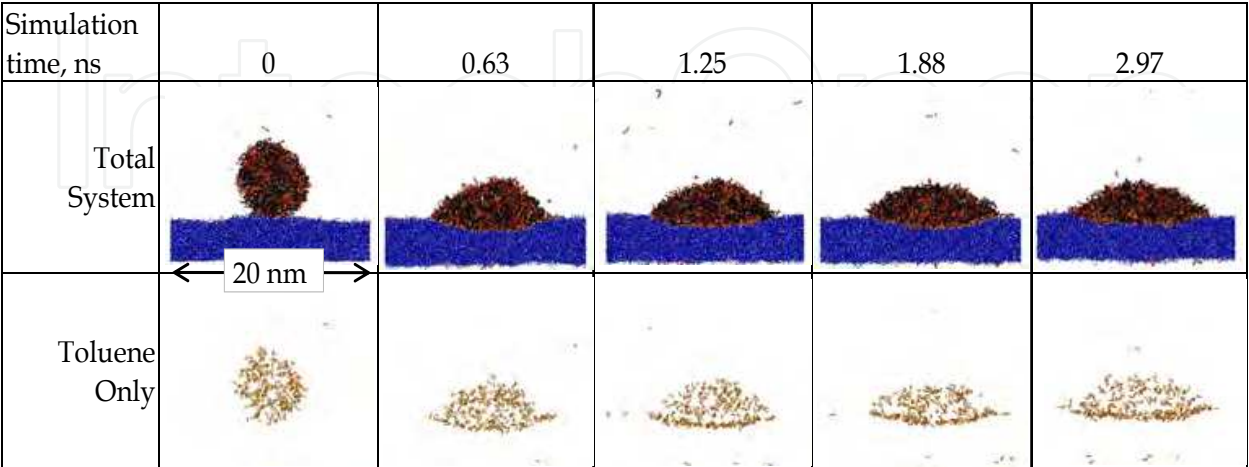 Simulation
time, ns 0 0.63 1.25 1.88 2.97
Total
System
20 nm
Toluene
Only